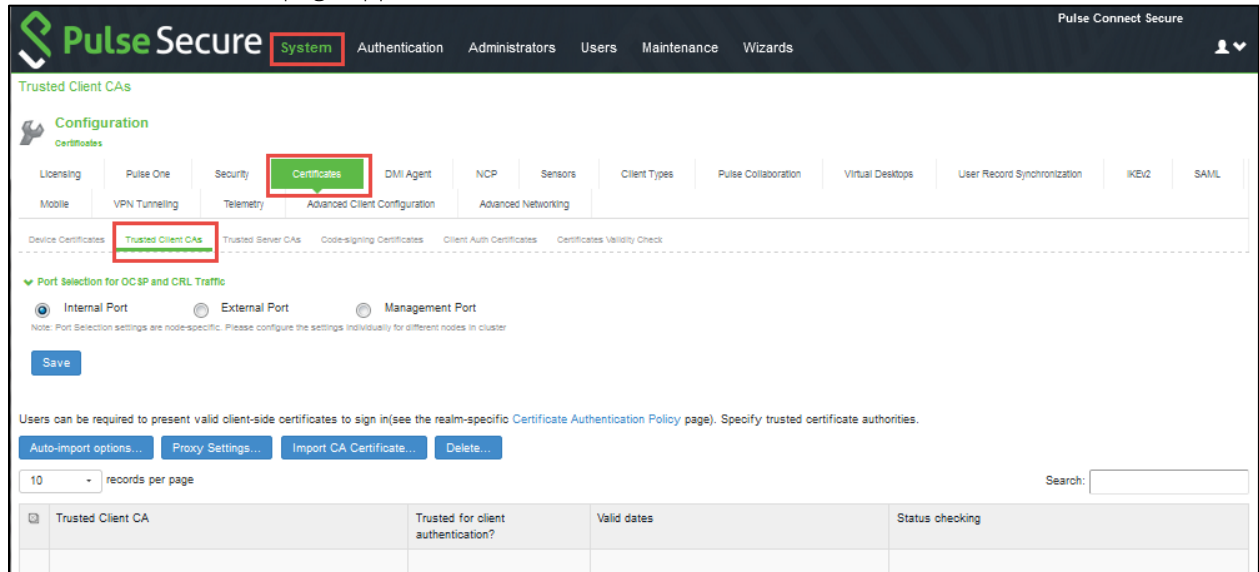 Pulse Connect Secure
Pulse Secure System Authentication Administrators Users Maintenance Wizards
Trusted Client CAs
Configuration
Certificates
Licensing Pulse One Security Certificates DMI Agent NCP Sensors Client Types Pulse Collaboration Virtual Desktops User Record Synchronization IKEv2 SAML
Mobile VPN Tunneling Telemetry Advanced Client Configuration Advanced Networking
Device Certificates Trusted Client CAs Trusted Server CAs Code-signing Certificates Client Auth Certificates Certificates Validity Check
Port Selection for OCSP and CRL Traffic
Internal Port External Port Management Port
Note: Port Selection settings are node-specific. Please configure the settings individually for different nodes in cluster
Save
Users can be required to present valid client-side certificates to sign in(see the realm-specific Certificate Authentication Policy page). Specify trusted certificate authorities.
Auto-import options... Proxy Settings... Import CA Certificate... Delete...
10 records per page Search:
Trusted Client CA Trusted for client authentication? Valid dates Status checking